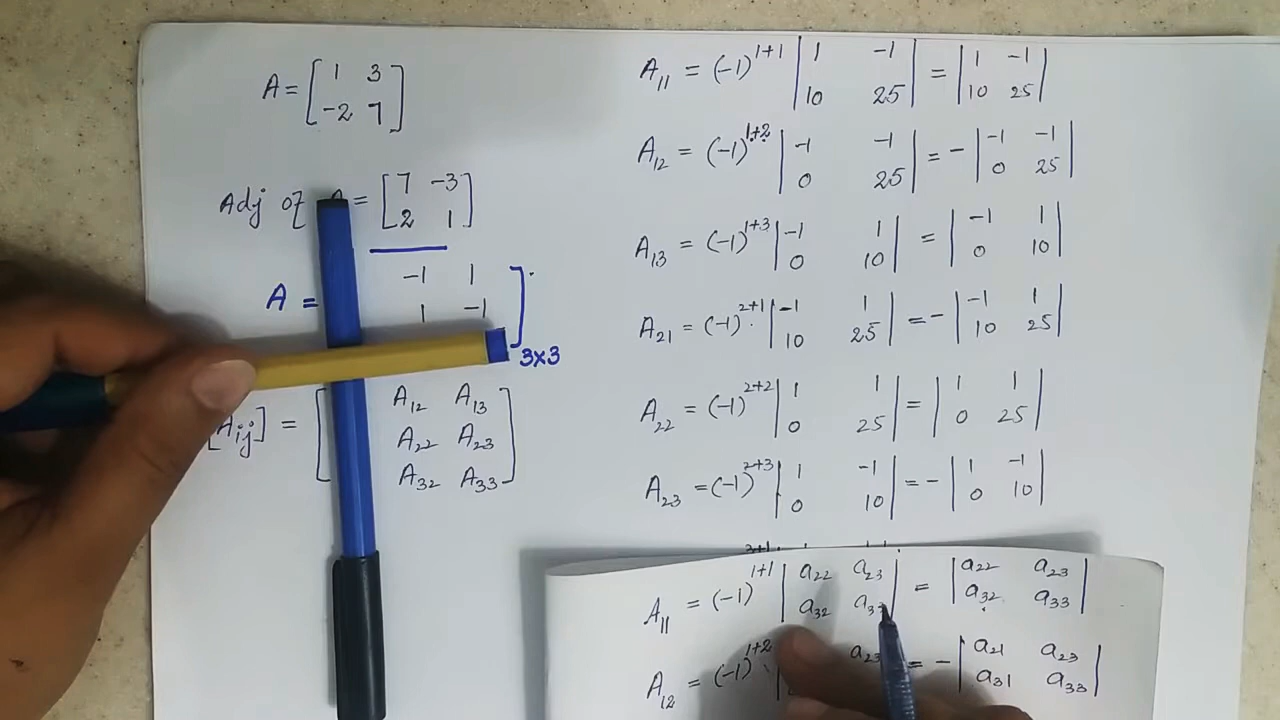 A = [ 1 3
-2 7 ]
Adj of A = [ 7 -3
2 1 ]
A =
-1 1
1 -1
3×3
[Aij] = [ A12 A13
A22 A23
A32 A33 ]
A11 = (-1)^1+1 | 1 -1 | = | 1 -1 |
| 10 25 | | 10 25 |
A12 = (-1)^1+2 | -1 -1 | = - | -1 -1 |
| 0 25 | | 0 25 |
A13 = (-1)^1+3 | -1 1 | = | -1 1 |
| 0 10 | | 0 10 |
A21 = (-1)^2+1 · | -1 1 | = - | -1 1 |
| 10 25 | | 10 25 |
A22 = (-1)^2+2 | 1 1 | = | 1 1 |
| 0 25 | | 0 25 |
A23 = (-1)^2+3 | 1 -1 | = - | 1 -1 |
| 0 10 | | 0 10 |
3+1
A11 = (-1)^1+1 | a22 a23 | = | a22 a23 |
| a32 | | a32 a33 |
A12 = (-1)^1+2 · | a23 = - | a21 a23 |
| a31 a33 |